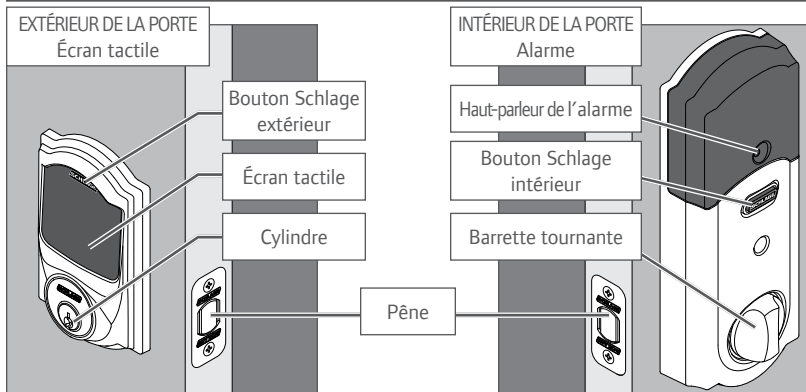 EXTÉRIEUR DE LA PORTE
Écran tactile
Bouton Schlage
extérieur
Écran tactile
Cylindre
Pêne
INTÉRIEUR DE LA PORTE
Alarme
Haut-parleur de l'alarme
Bouton Schlage
intérieur
Barrette tournante